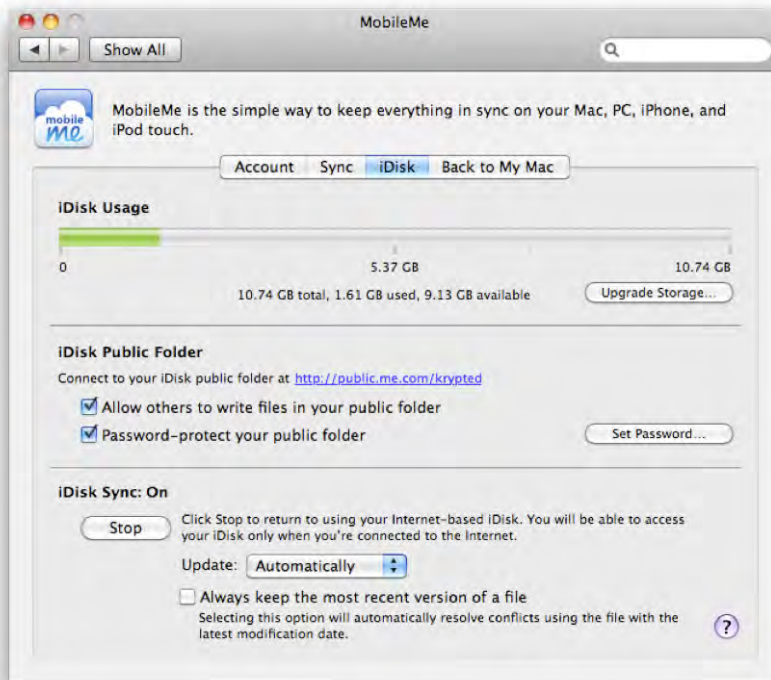 MobileMe
Show All
mobile
me
MobileMe is the simple way to keep everything in sync on your Mac, PC, iPhone, and
iPod touch.
Account Sync iDisk Back to My Mac
iDisk Usage
0 5.37 GB 10.74 GB
10.74 GB total, 1.61 GB used, 9.13 GB available Upgrade Storage...
iDisk Public Folder
Connect to your iDisk public folder at http://public.me.com/krypted
Allow others to write files in your public folder
Password-protect your public folder Set Password...
iDisk Sync: On
Stop Click Stop to return to using your Internet-based iDisk. You will be able to access
your iDisk only when you're connected to the Internet.
Update: Automatically
Always keep the most recent version of a file
Selecting this option will automatically resolve conflicts using the file with the
latest modification date.
?